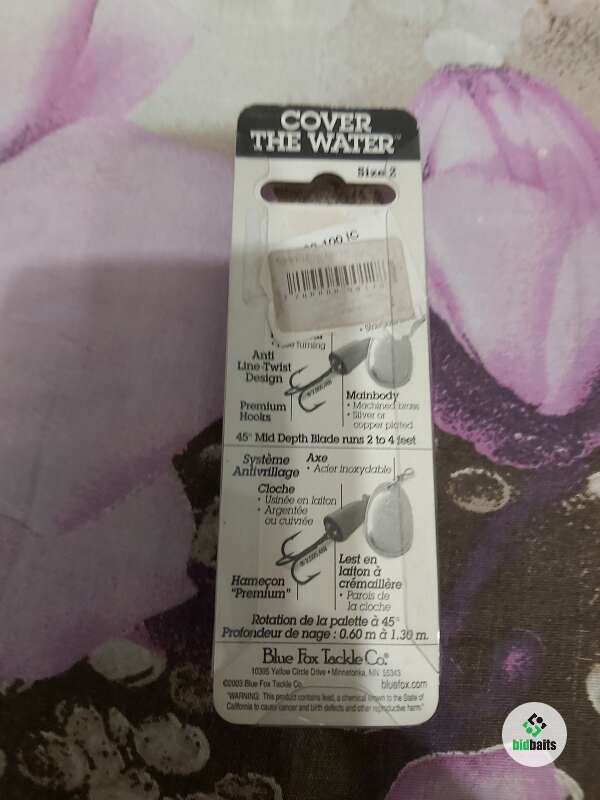 COVER
THE WATER™
Size 2
Free Turning
Anti
Line-Twist
Design
Premium
Hooks
Mainbody
• Machined brass
• Silver or
copper plated
45° Mid Depth Blade runs 2 to 4 feet
Système
Antivrillage
Axe
• Acier inoxydable
Cloche
• Usinée en laiton
• Argentée
ou cuivrée
Hameçon
"Premium"
Lest en
laiton à
crémaillère
• Parois de
la cloche
Rotation de la palette à 45°
Profondeur de nage : 0.60 m à 1.30 m.
Blue Fox Tackle Co.®
10395 Yellow Circle Drive • Minnetonka, MN 55343
©2003 Blue Fox Tackle Co.
bluefox.com
"WARNING: This product contains lead, a chemical known to the State of
California to cause cancer and birth defects and other reproductive harm."
bidbaits